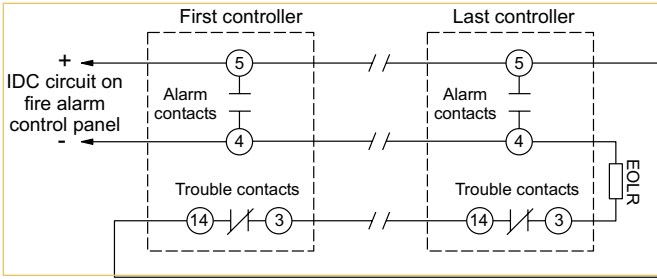 First controller
Last controller
+
5
5
IDC circuit on
fire alarm
control panel
Alarm
contacts
Alarm
contacts
-
4
4
EOLR
Trouble contacts
Trouble contacts
14
3
14
3